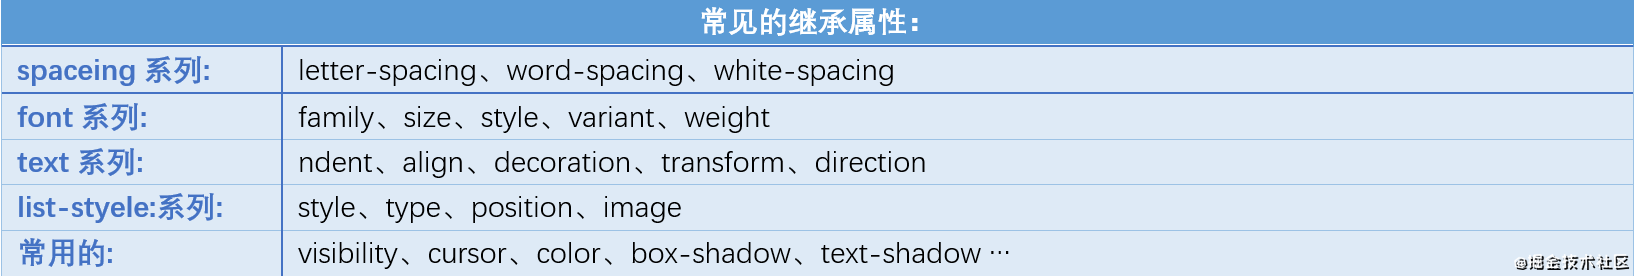 常见的继承属性：
spaceing 系列: letter-spacing、word-spacing、white-spacing
font 系列: family、size、style、variant、weight
text 系列: ndent、align、decoration、transform、direction
list-styele:系列: style、type、position、image
常用的: visibility、cursor、color、box-shadow、text-shadow …
@掘金技术社区